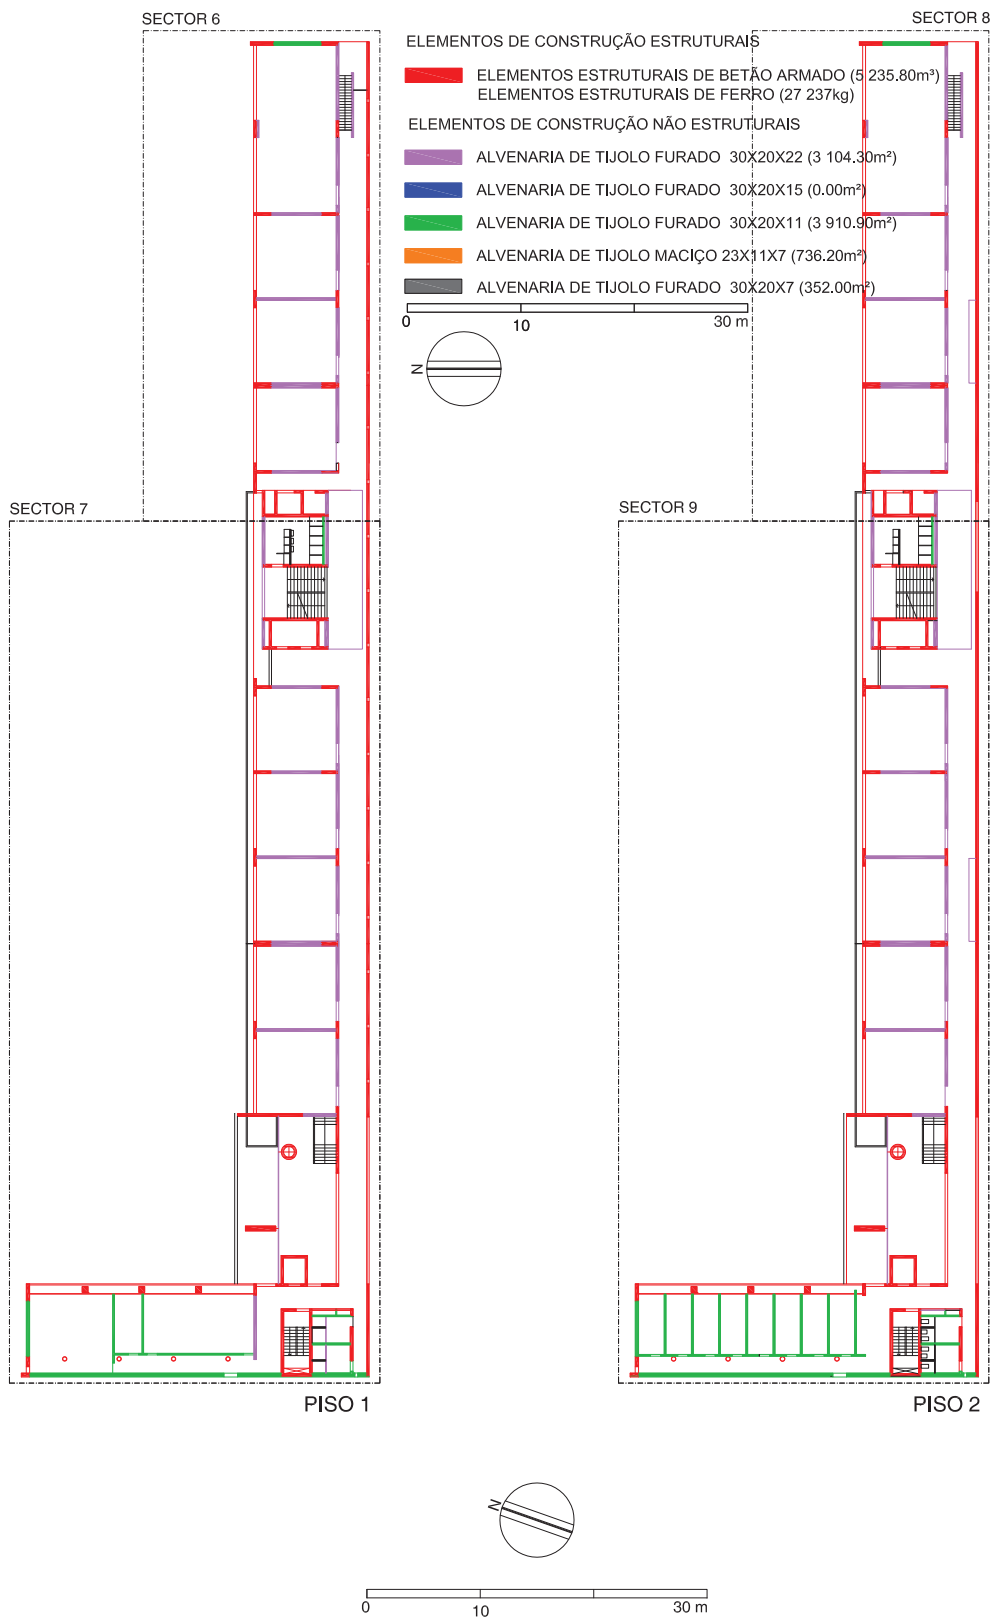 SECTOR 6
SECTOR 8
ELEMENTOS DE CONSTRUÇÃO ESTRUTURAIS
ELEMENTOS ESTRUTURAIS DE BETÃO ARMADO (5 235.80m³)
ELEMENTOS ESTRUTURAIS DE FERRO (27 237kg)
ELEMENTOS DE CONSTRUÇÃO NÃO ESTRUTURAIS
ALVENARIA DE TIJOLO FURADO 30X20X22 (3 104.30m²)
ALVENARIA DE TIJOLO FURADO 30X20X15 (0.00m²)
ALVENARIA DE TIJOLO FURADO 30X20X11 (3 910.90m²)
ALVENARIA DE TIJOLO MACIÇO 23X11X7 (736.20m²)
ALVENARIA DE TIJOLO FURADO 30X20X7 (352.00m²)
0 10 30 m
N
SECTOR 7
SECTOR 9
PISO 1
PISO 2
N
0 10 30 m